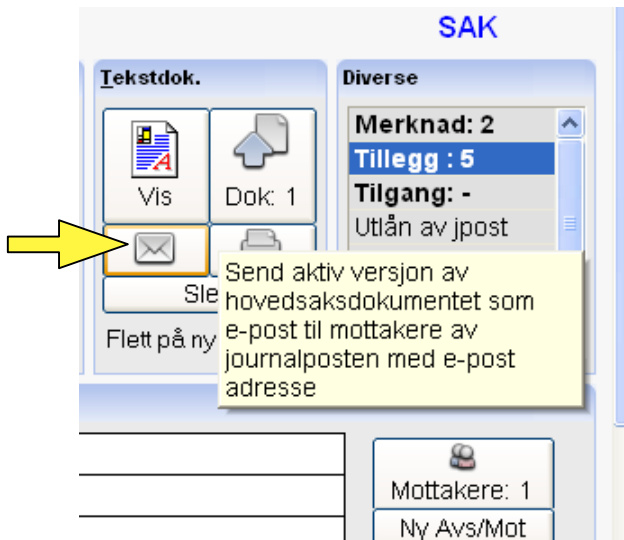 SAK
Tekstdok.
Diverse
Vis
Dok: 1
Merknad: 2
Tillegg : 5
Tilgang: -
Utlån av jpost
Sle
Flett på ny
Send aktiv versjon av
hovedsaksdokumentet som
e-post til mottakere av
journalposten med e-post
adresse
Mottakere: 1
Ny Avs/Mot